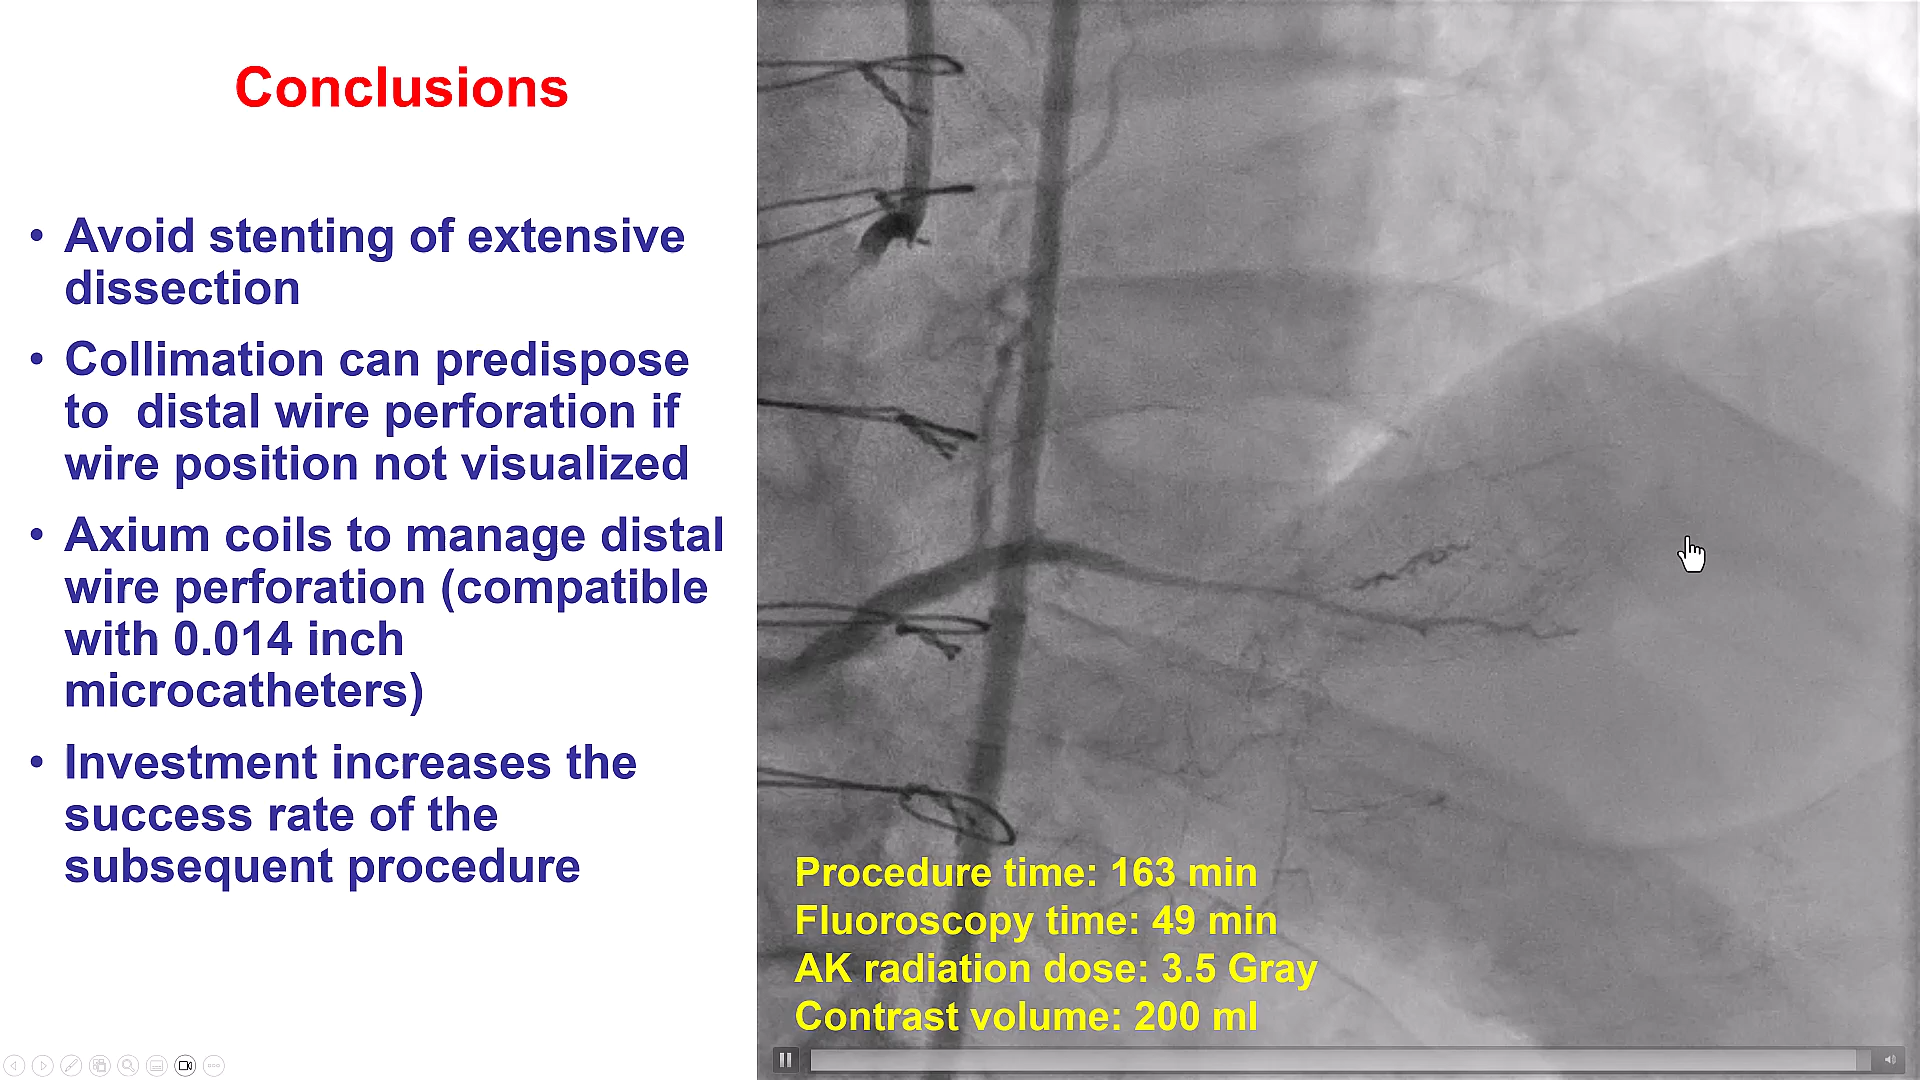 Conclusions
• Avoid stenting of extensive
dissection
• Collimation can predispose
to distal wire perforation if
wire position not visualized
• Axium coils to manage distal
wire perforation (compatible
with 0.014 inch
microcatheters)
• Investment increases the
success rate of the
subsequent procedure
Procedure time: 163 min
Fluoroscopy time: 49 min
AK radiation dose: 3.5 Gray
Contrast volume: 200 ml